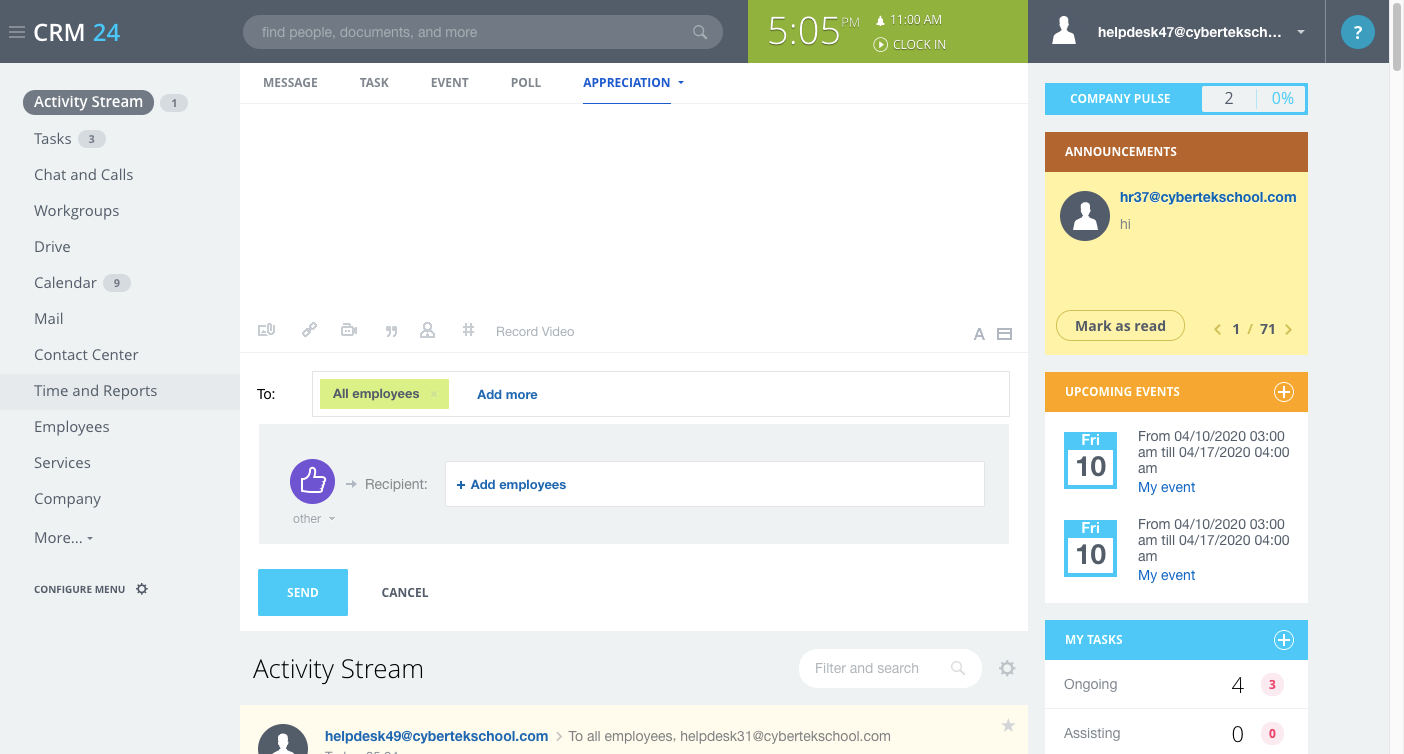 CRM 24
find people, documents, and more
5:05 PM
11:00 AM
CLOCK IN
helpdesk47@cyberteksch...
?
Activity Stream 1
Tasks 3
Chat and Calls
Workgroups
Drive
Calendar 9
Mail
Contact Center
Time and Reports
Employees
Services
Company
More...
CONFIGURE MENU
MESSAGE TASK EVENT POLL APPRECIATION
Record Video
A
To: All employees × Add more
Recipient: + Add employees
other
SEND CANCEL
Activity Stream
Filter and search
helpdesk49@cybertekschool.com > To all employees, helpdesk31@cybertekschool.com
COMPANY PULSE 2 0%
ANNOUNCEMENTS
hr37@cybertekschool.com
hi
Mark as read
1 / 71
UPCOMING EVENTS
Fri
10
From 04/10/2020 03:00
am till 04/17/2020 04:00
am
My event
Fri
10
From 04/10/2020 03:00
am till 04/17/2020 04:00
am
My event
MY TASKS
Ongoing 4 3
Assisting 0 0